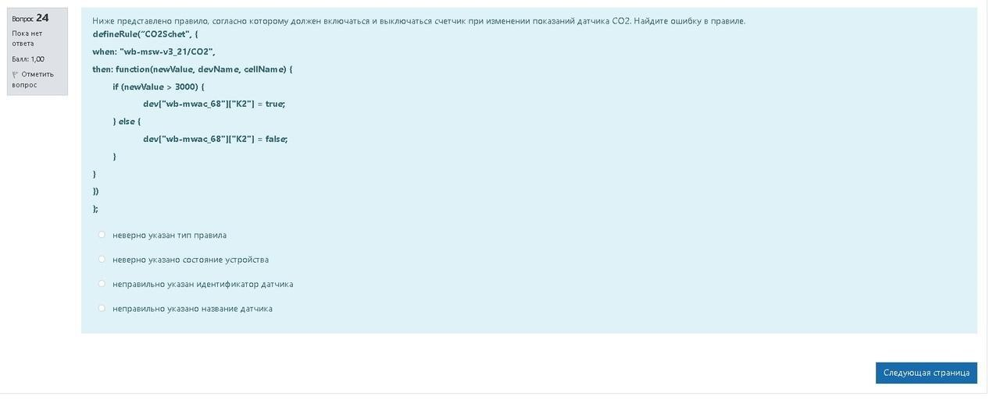 Вопрос 24
Пока нет
ответа
Балл: 1,00
Отметить
вопрос
Ниже представлено правило, согласно которому должен включаться и выключаться счетчик при изменении показаний датчика CO2. Найдите ошибку в правиле.
defineRule(“CO2Schet", {
when: "wb-msw-v3_21/CO2",
then: function(newValue, devName, cellName) {
if (newValue > 3000) {
dev["wb-mwac_68"]["K2"] = true;
} else {
dev["wb-mwac_68"]["K2"] = false;
}
}
})
};
неверно указан тип правила
неверно указано состояние устройства
неправильно указан идентификатор датчика
неправильно указано название датчика
Следующая страница